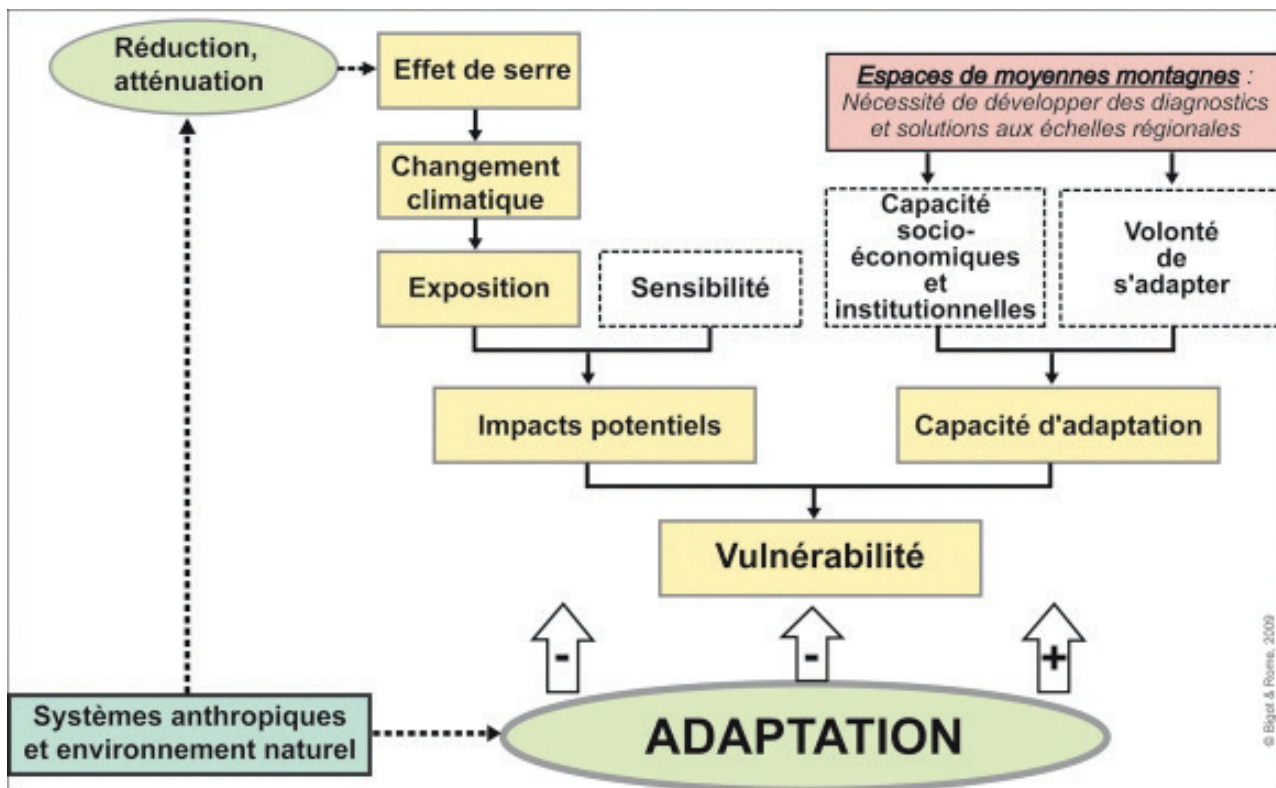 Réduction,
atténuation
Effet de serre
Espaces de moyennes montagnes :
Nécessité de développer des diagnostics
et solutions aux échelles régionales
Changement
climatique
Capacité
socio-
économiques
et
institutionnelles
Volonté
de
s'adapter
Exposition
Sensibilité
Impacts potentiels
Capacité d'adaptation
Vulnérabilité
-
-
+
Systèmes anthropiques
et environnement naturel
ADAPTATION
© Bigot & Rome, 2009